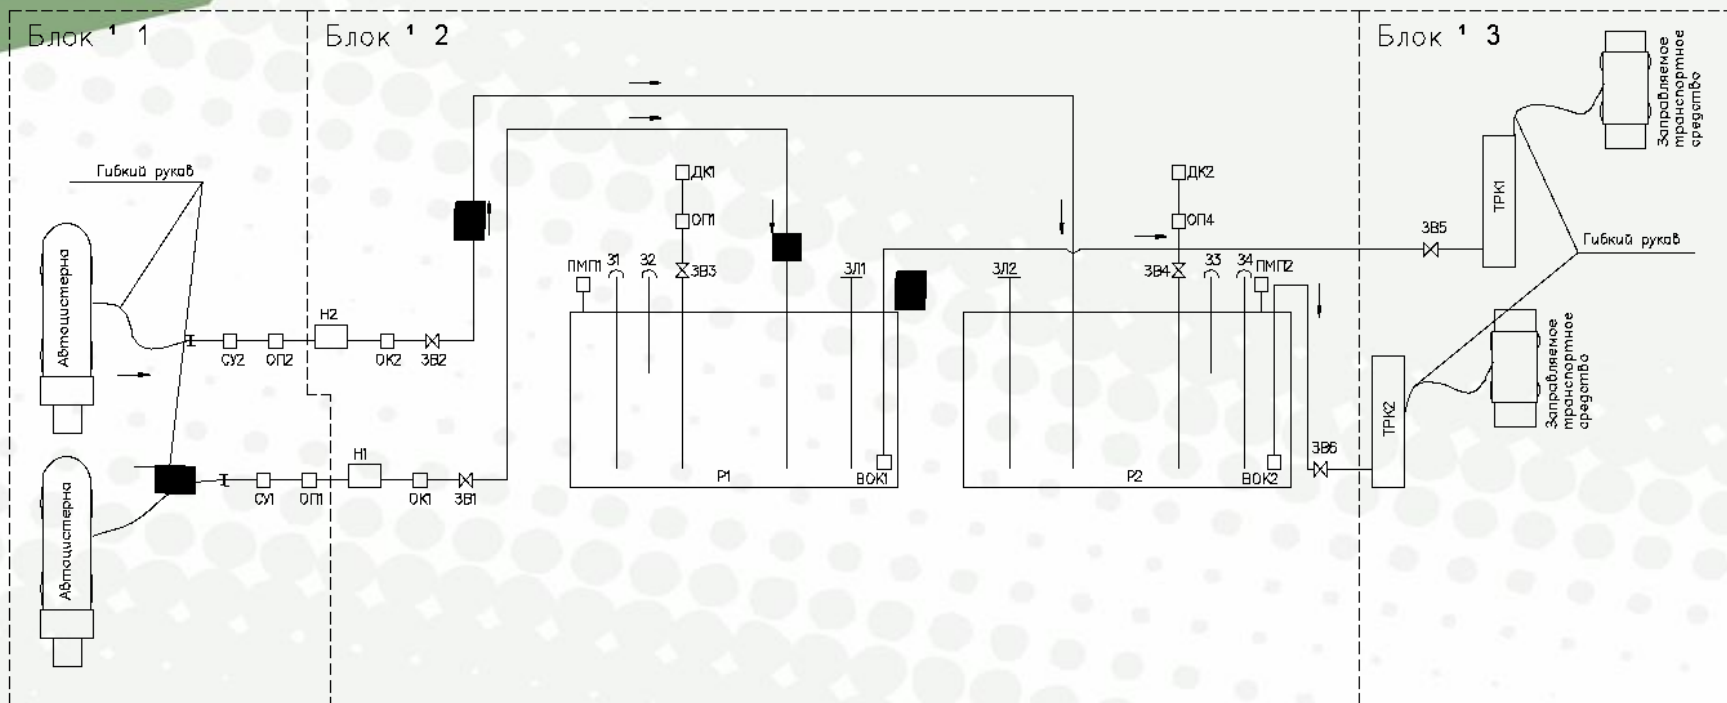 Блок ¹ 1
Блок ¹ 2
Блок ¹ 3
Заправляемое
транспортное
средство
Гибкий рукав
ДК1
ДК2
ТРК1
ОП1
ОП4
ЗВ5
Гибкий рукав
ПМП1
З1
З2
ЗВ3
ЗЛ1
ЗЛ2
ЗВ4
З3
З4
ПМП2
Автоцистерна
Н2
СУ2
ОП2
ОК2
ЗВ2
Заправляемое
транспортное
средство
ТРК2
Н1
ЗВ6
Автоцистерна
СУ1
ОП1
ОК1
ЗВ1
Р1
ВОК1
Р2
ВОК2